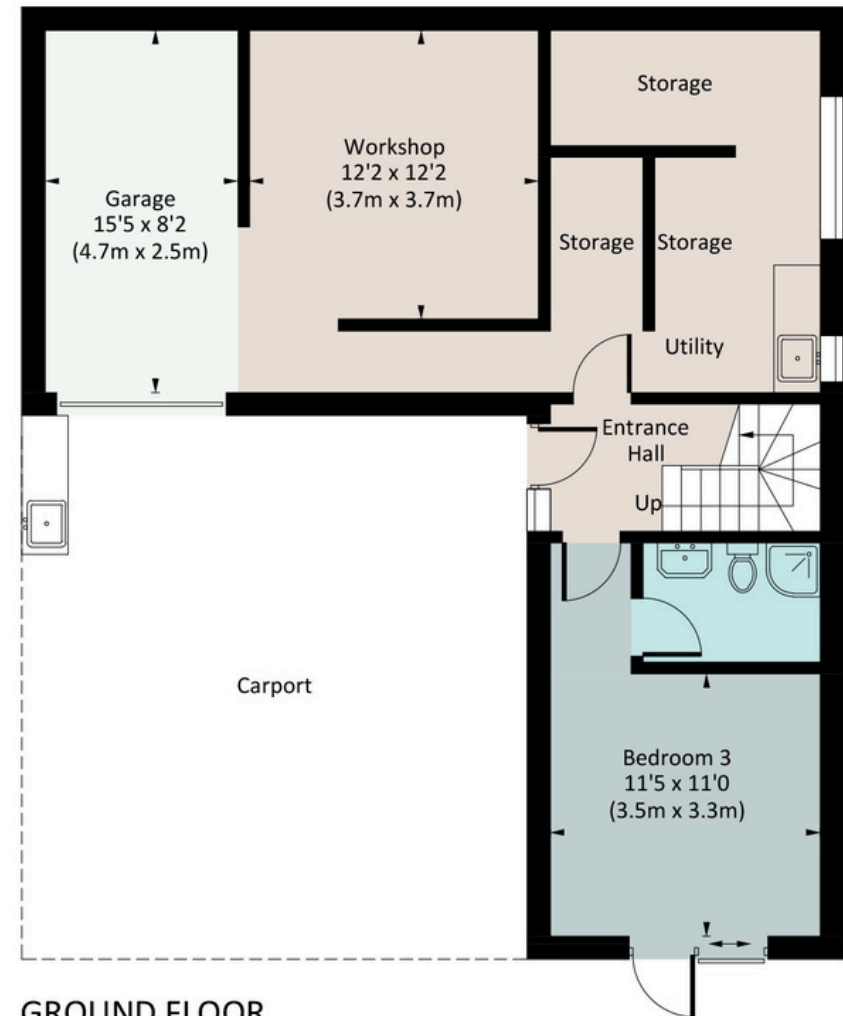 Storage
Workshop
12'2 x 12'2
(3.7m x 3.7m)
Garage
15'5 x 8'2
(4.7m x 2.5m)
Storage
Storage
Utility
Entrance
Hall
Up
Carport
Bedroom 3
11'5 x 11'0
(3.5m x 3.3m)
GROUND FLOOR